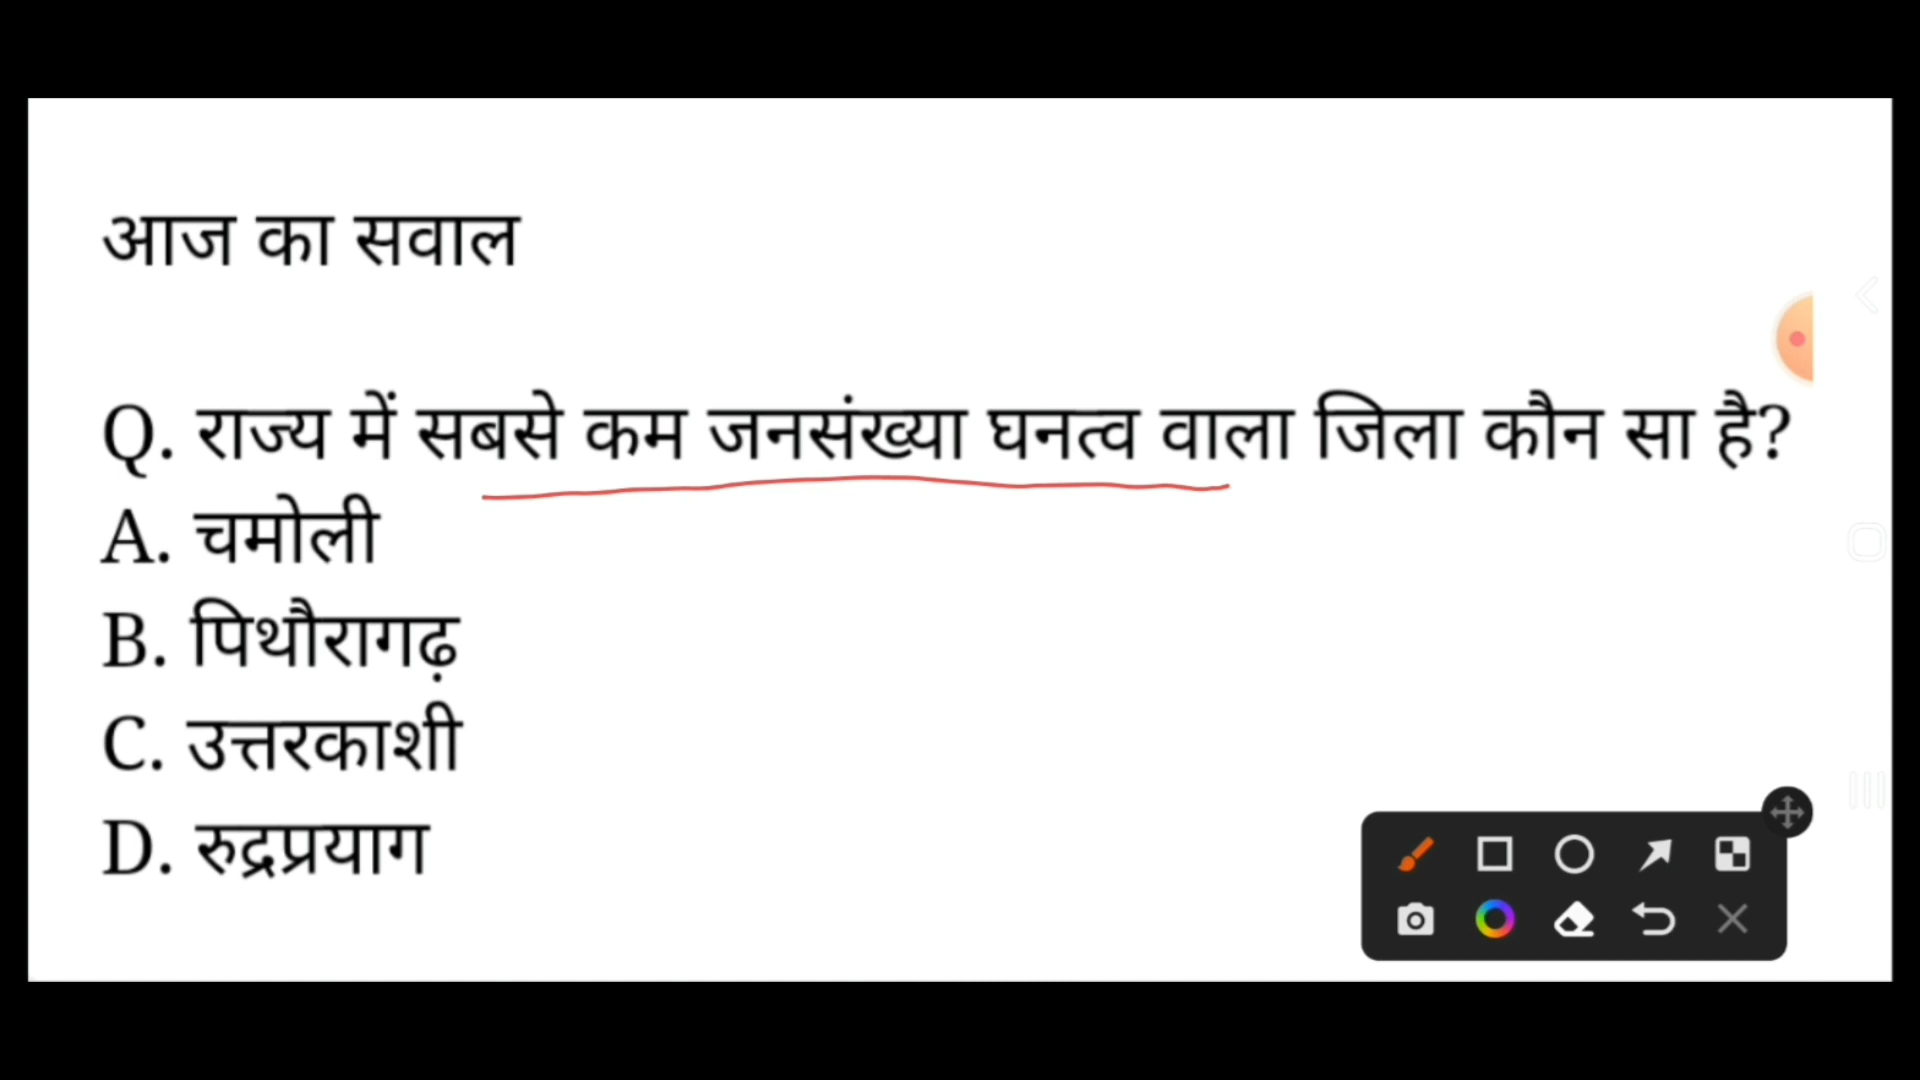 आज का सवाल
Q. राज्य में सबसे कम जनसंख्या घनत्व वाला जिला कौन सा है?
A. चमोली
B. पिथौरागढ़
C. उत्तरकाशी
D. रुद्रप्रयाग